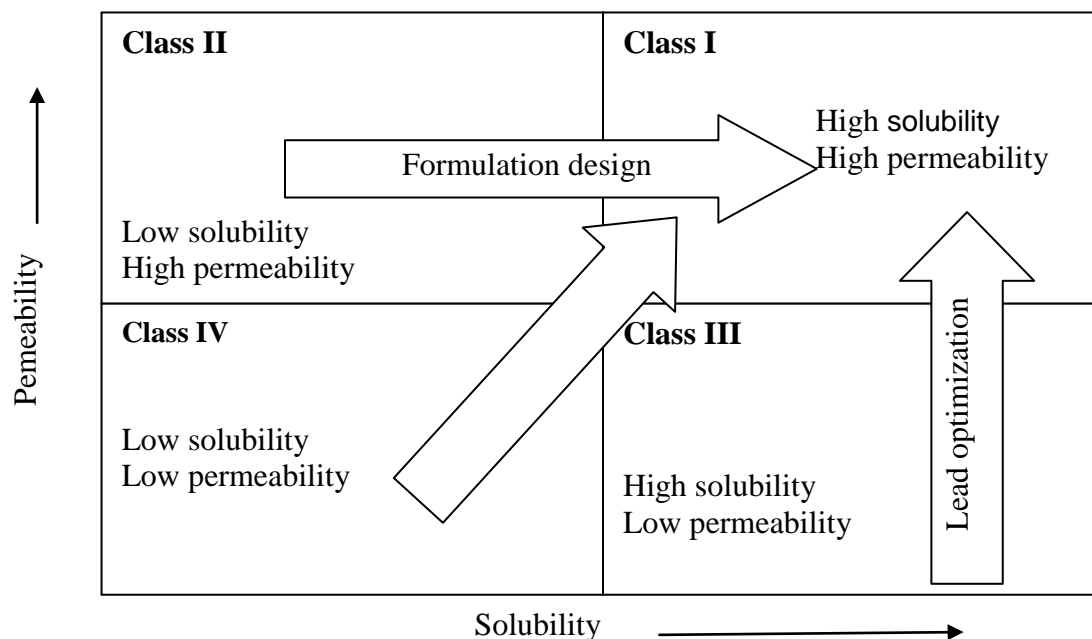 Class II
Class I
High solubility
High permeability
Formulation design
Low solubility
High permeability
Pemeability
Class IV
Class III
Low solubility
Low permeability
High solubility
Low permeability
Lead optimization
Solubility